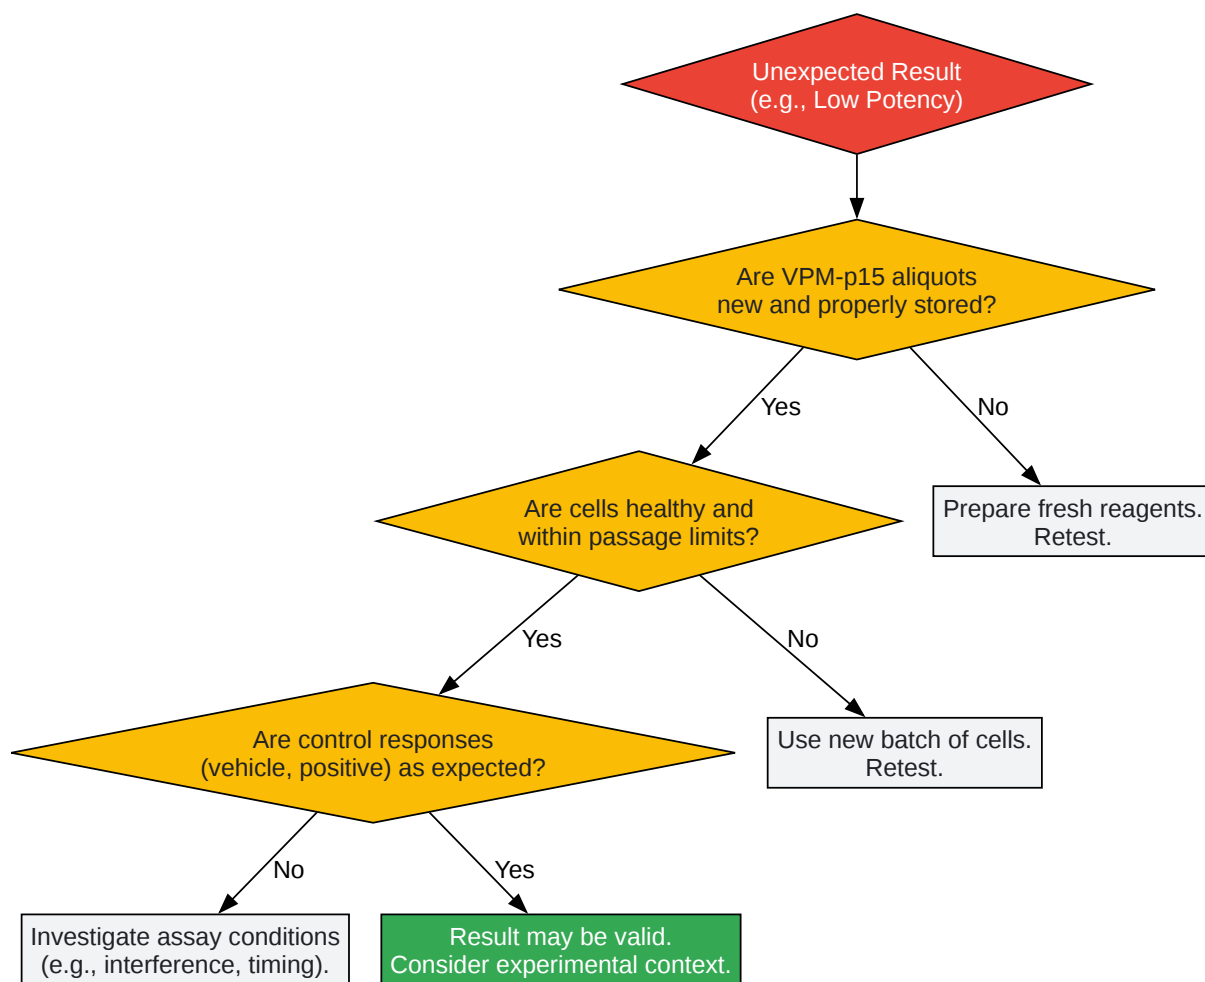 Unexpected Result
(e.g., Low Potency)
Are VPM-p15 aliquots
new and properly stored?
Yes
No
Are cells healthy and
within passage limits?
Prepare fresh reagents.
Retest.
Yes
No
Are control responses
(vehicle, positive) as expected?
Use new batch of cells.
Retest.
No
Yes
Investigate assay conditions
(e.g., interference, timing).
Result may be valid.
Consider experimental context.